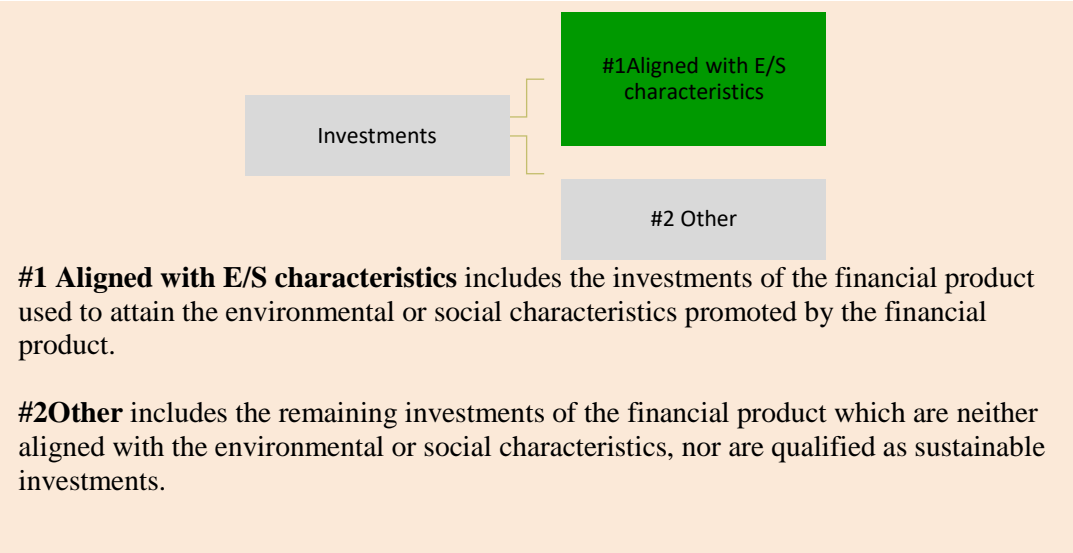 #1Aligned with E/S
characteristics
Investments
#2 Other
#1 Aligned with E/S characteristics includes the investments of the financial product
used to attain the environmental or social characteristics promoted by the financial
product.
#2Other includes the remaining investments of the financial product which are neither
aligned with the environmental or social characteristics, nor are qualified as sustainable
investments.